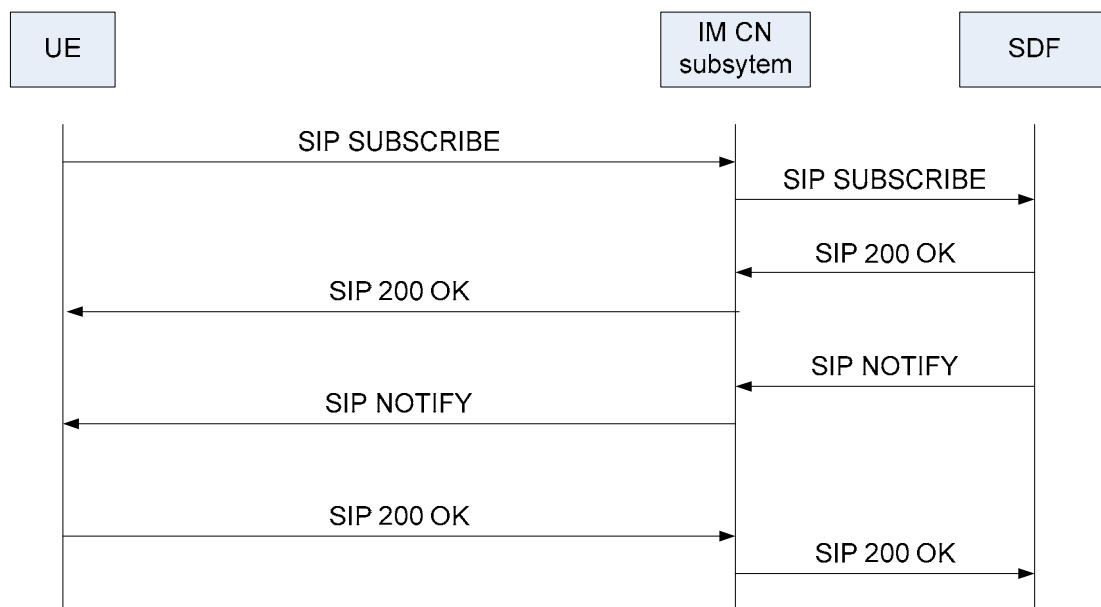 UE
IM CN
subsytem
SDF
SIP SUBSCRIBE
SIP SUBSCRIBE
SIP 200 OK
SIP 200 OK
SIP NOTIFY
SIP NOTIFY
SIP 200 OK
SIP 200 OK